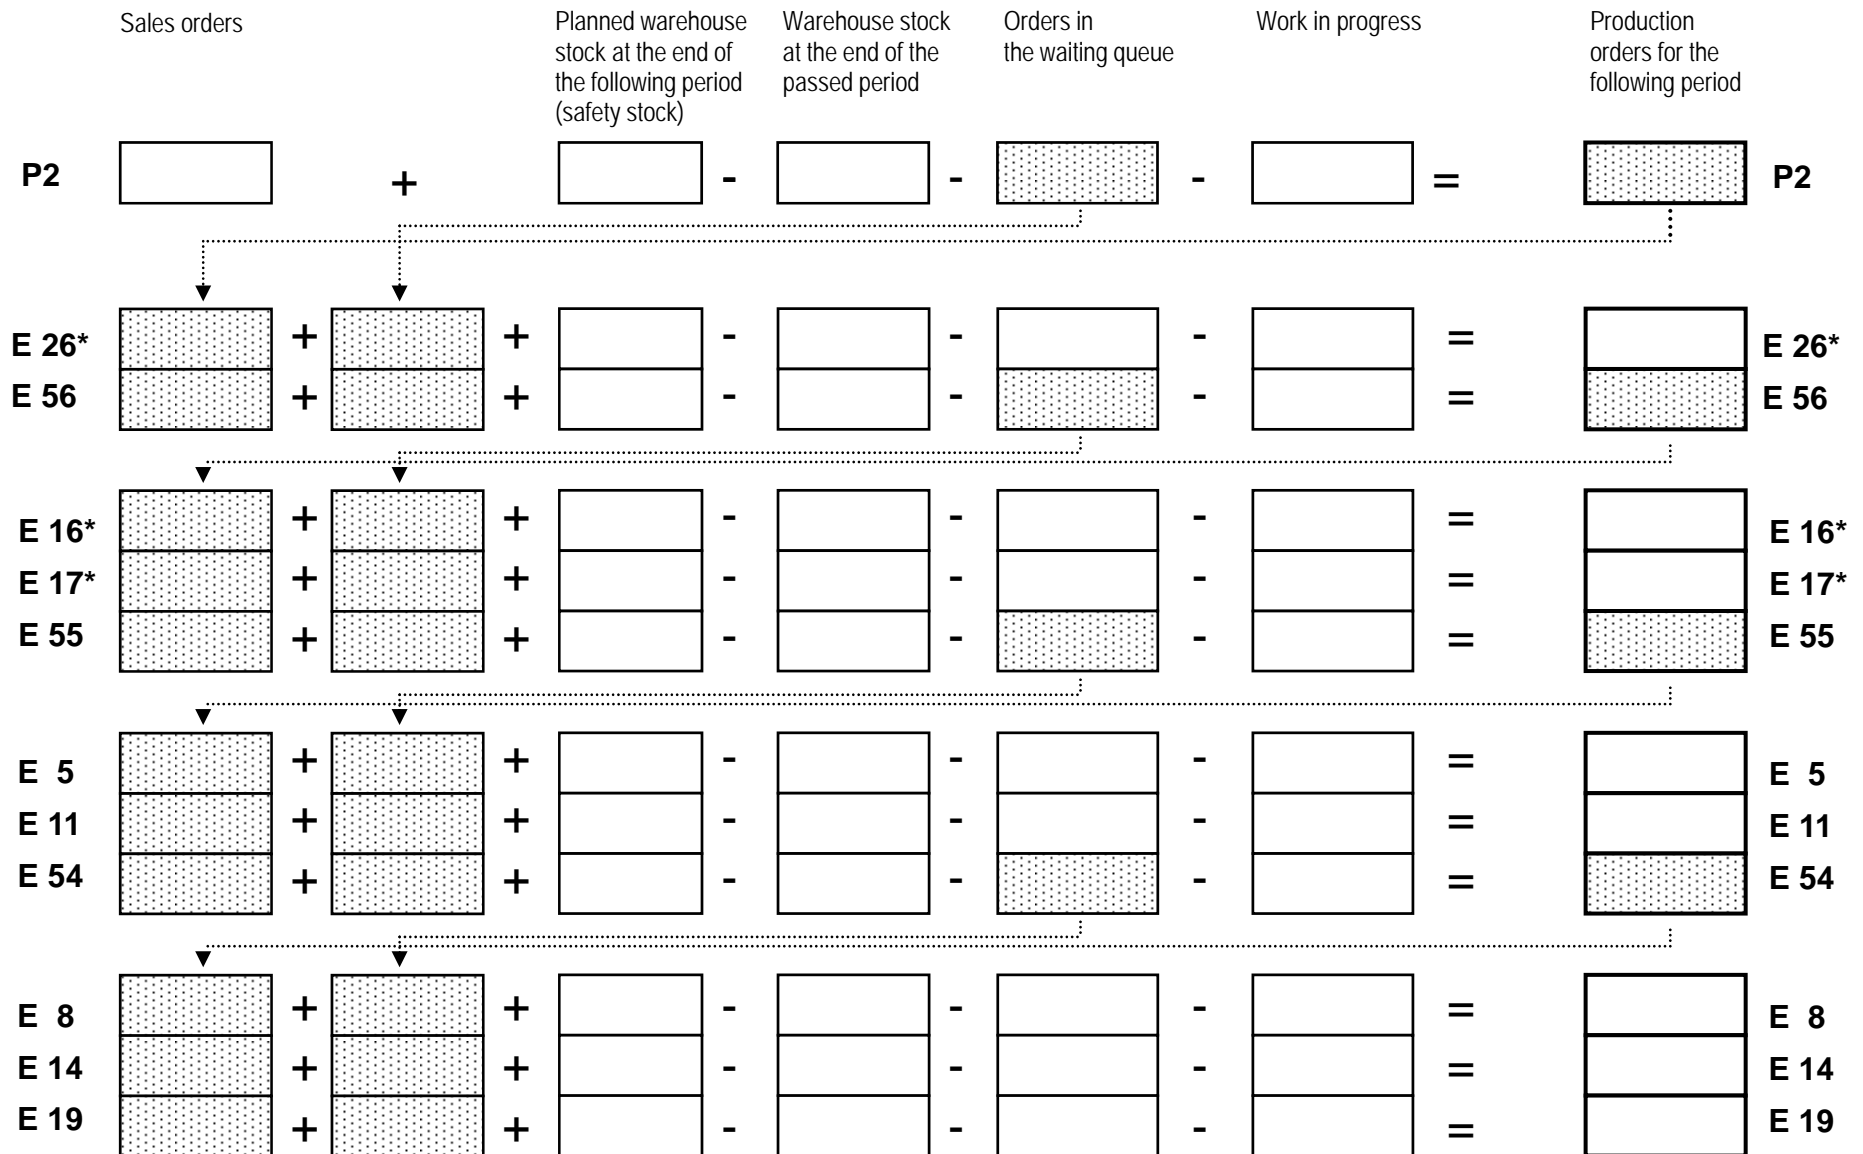 Sales orders
Planned warehouse
stock at the end of
the following period
(safety stock)
Warehouse stock
at the end of the
passed period
Orders in
the waiting queue
Work in progress
Production
orders for the
following period
P2 + - - - = P2
E 26* + + - - - = E 26*
E 56 + + - - - = E 56
E 16* + + - - - = E 16*
E 17* + + - - - = E 17*
E 55 + + - - - = E 55
E 5 + + - - - = E 5
E 11 + + - - - = E 11
E 54 + + - - - = E 54
E 8 + + - - - = E 8
E 14 + + - - - = E 14
E 19 + + - - - = E 19